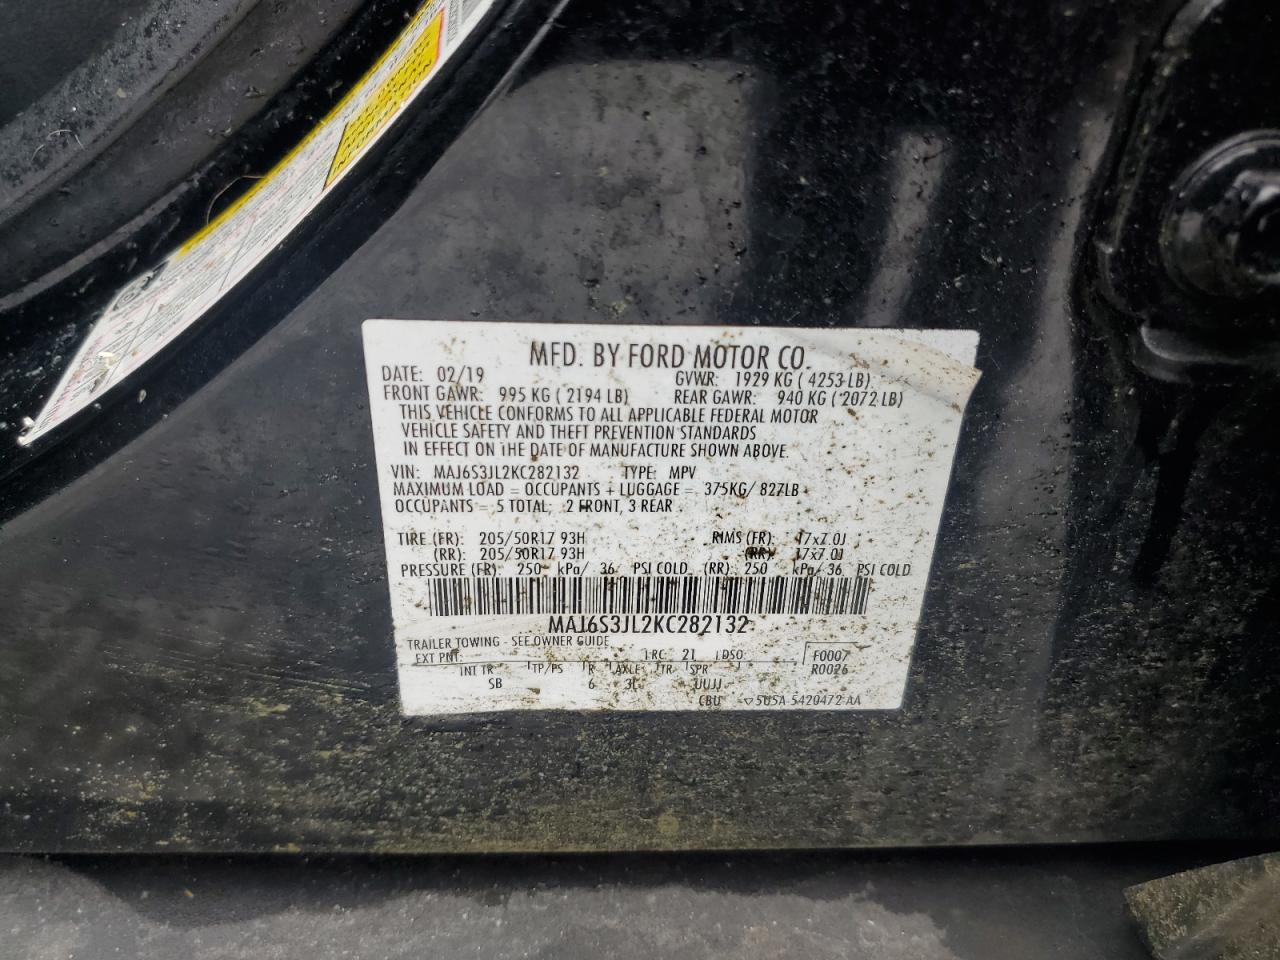 MFD. BY FORD MOTOR CO.
DATE: 02/19 GVWR: 1929 KG ( 4253 LB)
FRONT GAWR: 995 KG ( 2194 LB) REAR GAWR: 940 KG ( 2072 LB)
THIS VEHICLE CONFORMS TO ALL APPLICABLE FEDERAL MOTOR
VEHICLE SAFETY AND THEFT PREVENTION STANDARDS
IN EFFECT ON THE DATE OF MANUFACTURE SHOWN ABOVE.
VIN: MAJ6S3JL2KC282132 TYPE: MPV
MAXIMUM LOAD = OCCUPANTS + LUGGAGE = 375KG/ 827LB
OCCUPANTS = 5 TOTAL: 2 FRONT, 3 REAR
TIRE (FR): 205/50R17 93H RIMS (FR): 17x7.0J
(RR): 205/50R17 93H (RR): 17x7.0J
PRESSURE (FR) 250 kPa/ 36 PSI COLD (RR) 250 kPa/ 36 PSI COLD
MAJ6S3JL2KC282132
TRAILER TOWING - SEE OWNER GUIDE
EXT PNT: RC 21 DSO: F0007
INT TR TP/PS R AXLE TR SPR R0026
SB 6 3L UUJJ
CBU 5U5A-5420472-AA